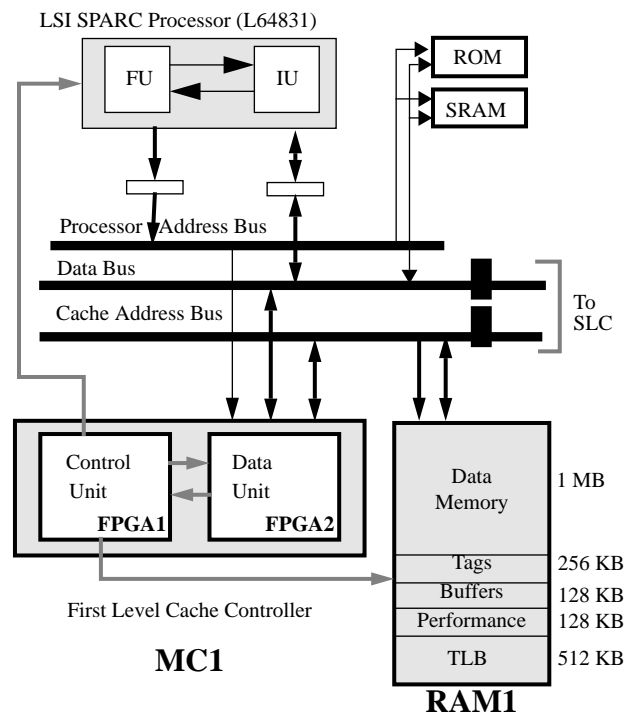 LSI SPARC Processor (L64831)
FU
IU
ROM
SRAM
Processor Address Bus
Data Bus
Cache Address Bus
To
SLC
Control
Unit
FPGA1
Data
Unit
FPGA2
Data
Memory
1 MB
Tags
256 KB
Buffers
128 KB
Performance
128 KB
TLB
512 KB
First Level Cache Controller
MC1
RAM1